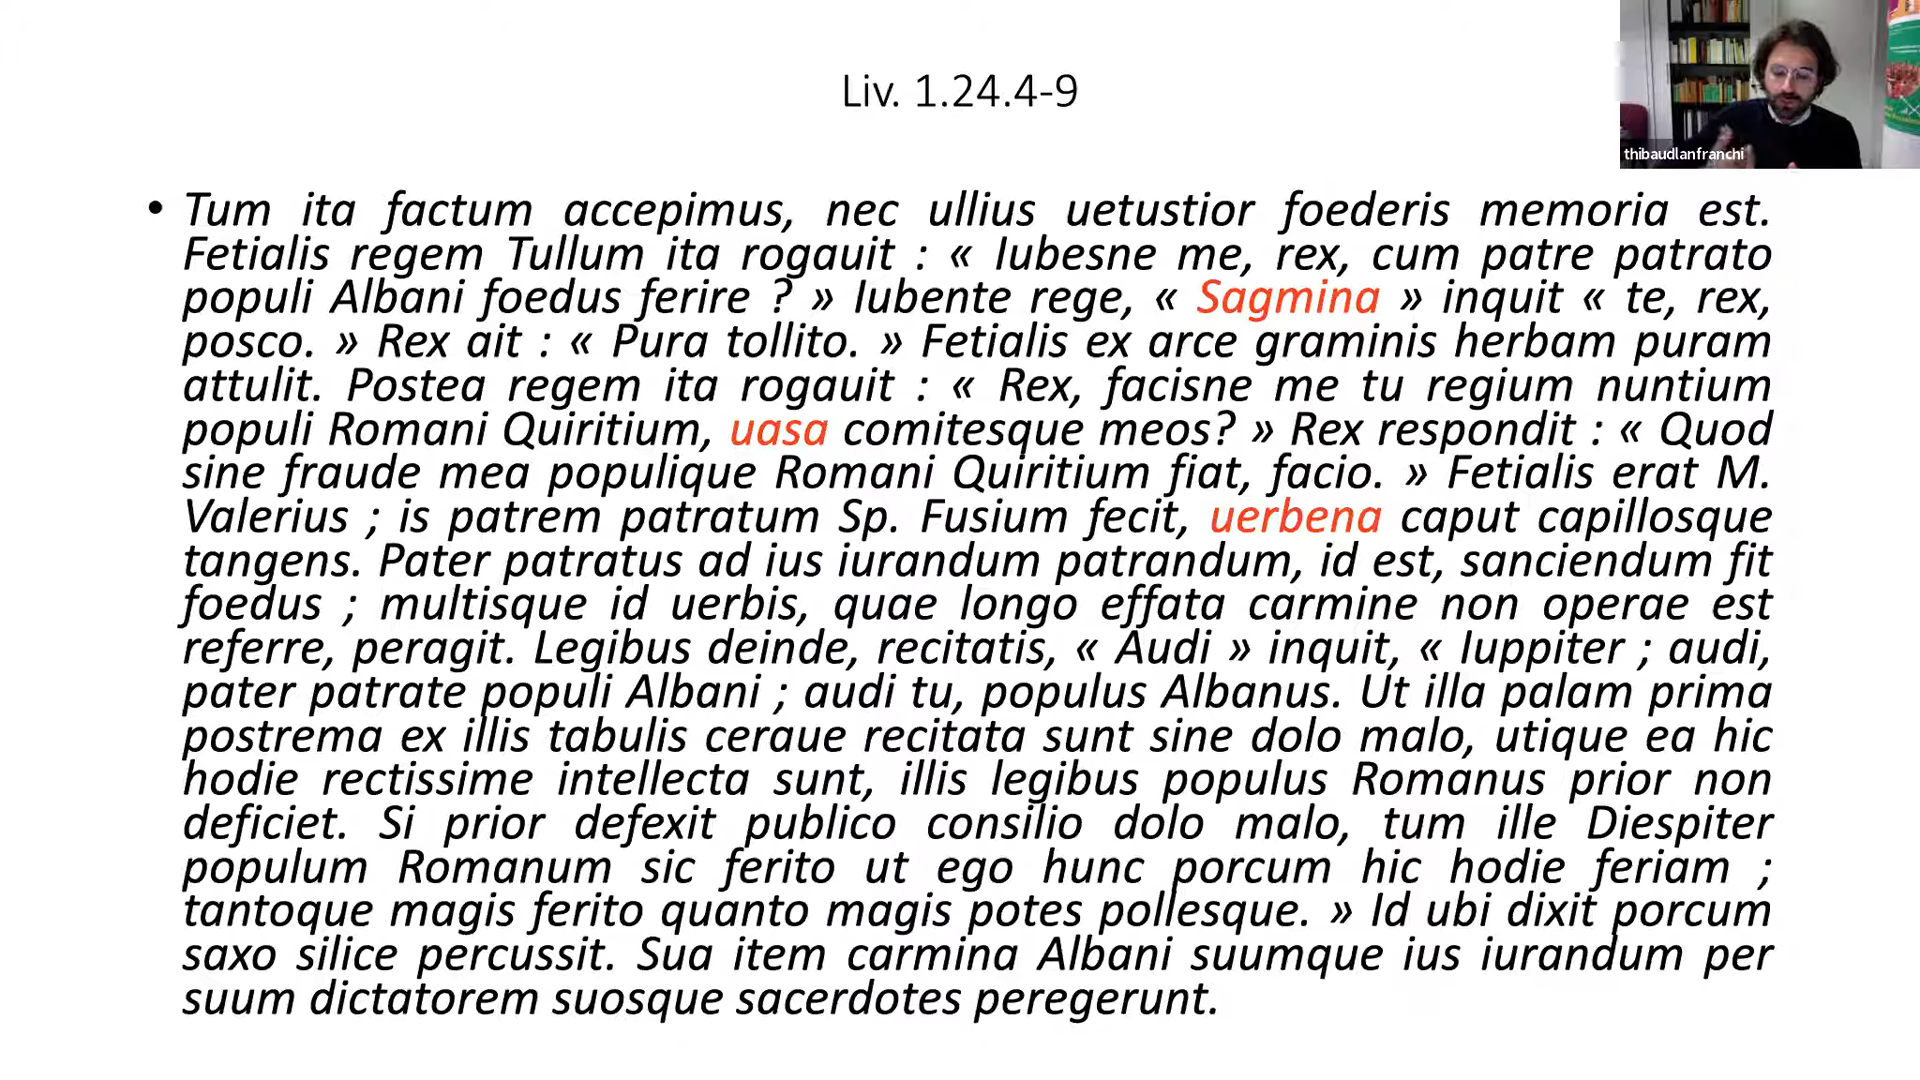 Liv. 1.24.4-9
thibaudlanfranchi
• Tum ita factum accepimus, nec ullius uetustior foederis memoria est.
Fetialis regem Tullum ita rogauit : « Iubesne me, rex, cum patre patrato
populi Albani foedus ferire ? » Iubente rege, « Sagmina » inquit « te, rex,
posco. » Rex ait : « Pura tollito. » Fetialis ex arce graminis herbam puram
attulit. Postea regem ita rogauit : « Rex, facisne me tu regium nuntium
populi Romani Quiritium, uasa comitesque meos? » Rex respondit : « Quod
sine fraude mea populique Romani Quiritium fiat, facio. » Fetialis erat M.
Valerius ; is patrem patratum Sp. Fusium fecit, uerbena caput capillosque
tangens. Pater patratus ad ius iurandum patrandum, id est, sanciendum fit
foedus ; multisque id uerbis, quae longo effata carmine non operae est
referre, peragit. Legibus deinde, recitatis, « Audi » inquit, « Iuppiter ; audi,
pater patrate populi Albani ; audi tu, populus Albanus. Ut illa palam prima
postrema ex illis tabulis ceraue recitata sunt sine dolo malo, utique ea hic
hodie rectissime intellecta sunt, illis legibus populus Romanus prior non
deficiet. Si prior defexit publico consilio dolo malo, tum ille Diespiter
populum Romanum sic ferito ut ego hunc porcum hic hodie feriam ;
tantoque magis ferito quanto magis potes pollesque. » Id ubi dixit porcum
saxo silice percussit. Sua item carmina Albani suumque ius iurandum per
suum dictatorem suosque sacerdotes peregerunt.